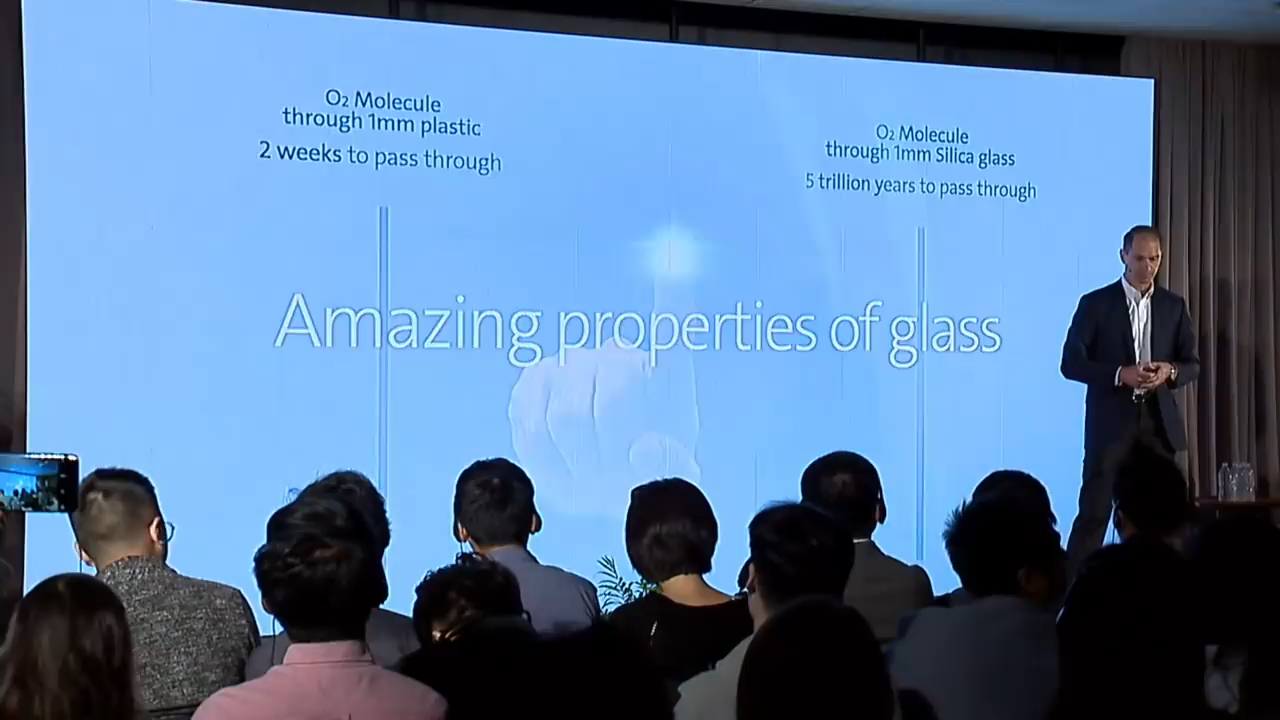 O₂ Molecule
through 1mm plastic
2 weeks to pass through
O₂ Molecule
through 1mm Silica glass
5 trillion years to pass through
Amazing properties of glass